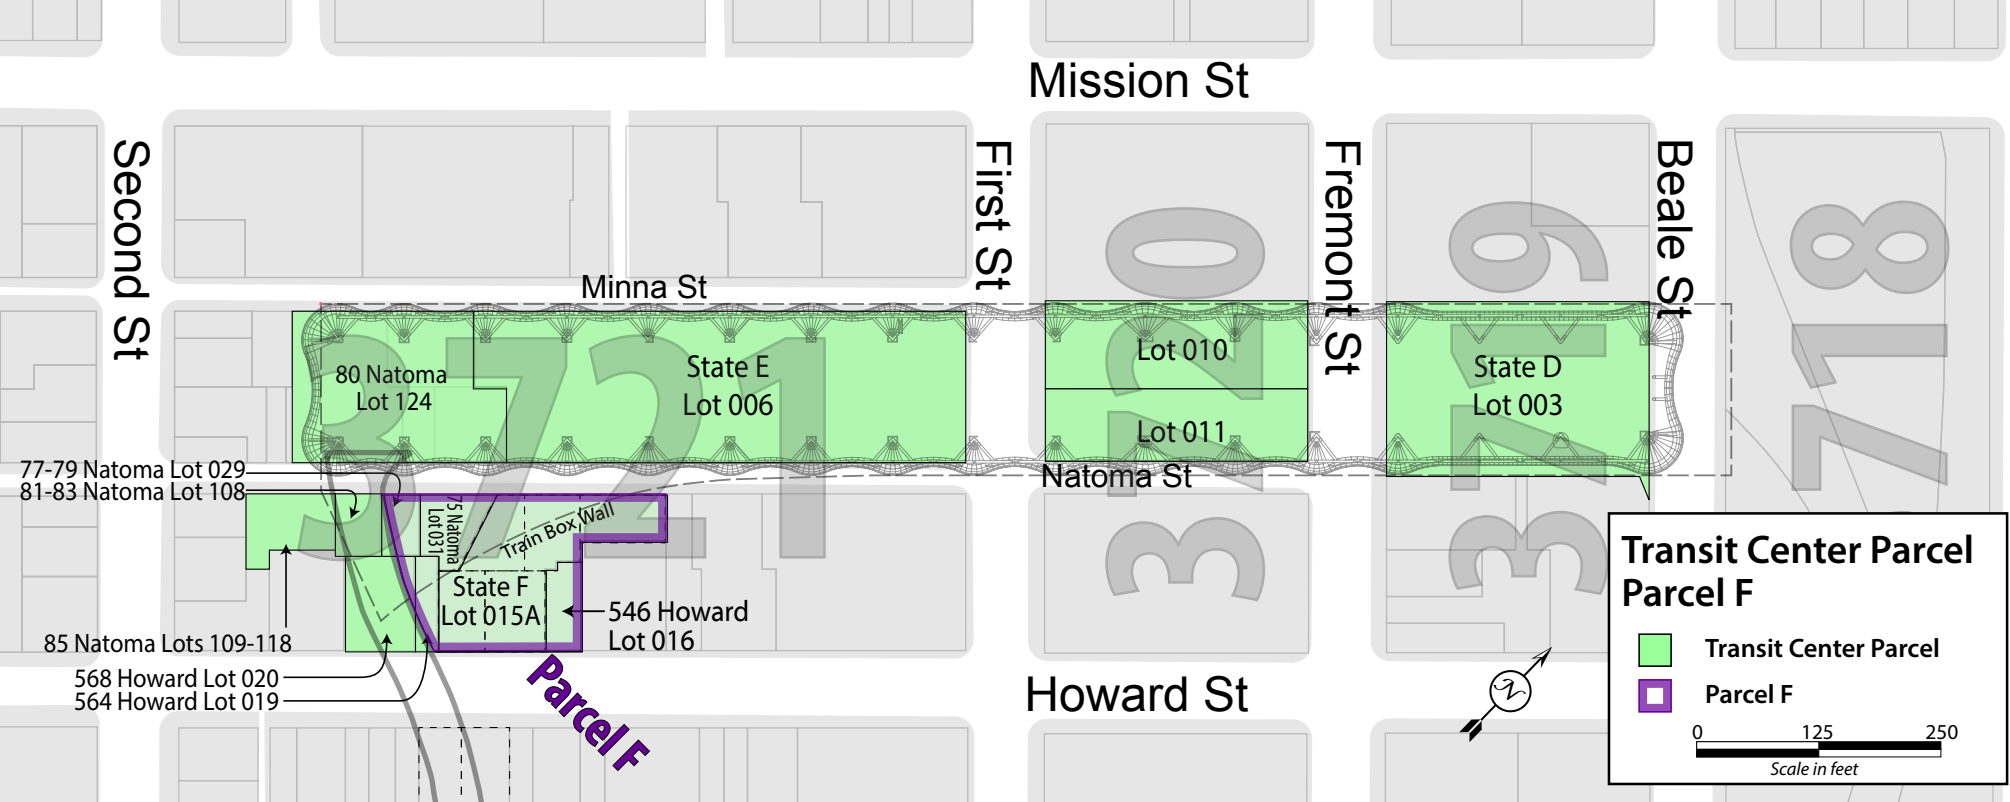 Mission St
Second St
First St
Fremont St
Beale St
Minna St
3721
3720
3719
3718
80 Natoma
Lot 124
State E
Lot 006
Lot 010
Lot 011
State D
Lot 003
Natoma St
77-79 Natoma Lot 029
81-83 Natoma Lot 108
75 Natoma
Lot 031
Train Box Wall
State F
Lot 015A
546 Howard
Lot 016
85 Natoma Lots 109-118
568 Howard Lot 020
564 Howard Lot 019
Parcel F
Howard St
N
Transit Center Parcel
Parcel F
Transit Center Parcel
Parcel F
0 125 250
Scale in feet